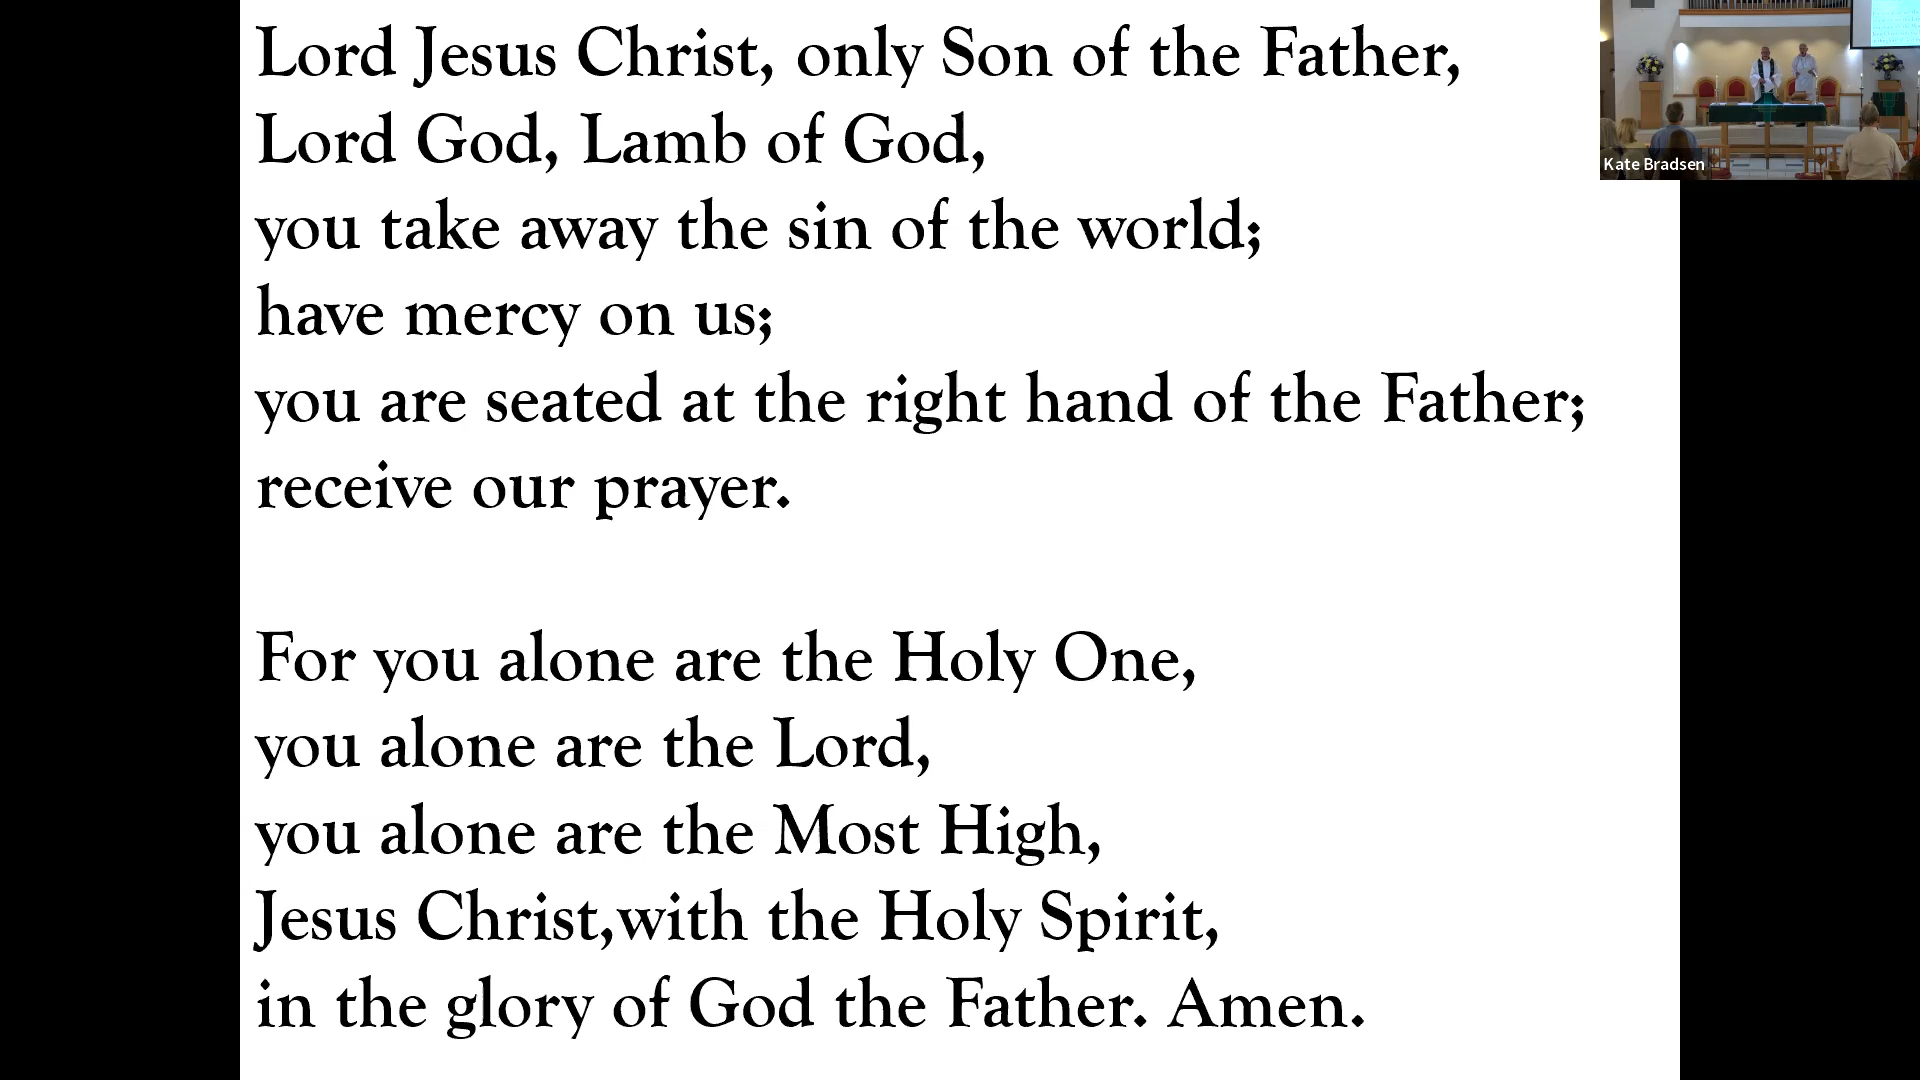 Lord Jesus Christ, only Son of the Father,
Lord God, Lamb of God,
you take away the sin of the world;
have mercy on us;
you are seated at the right hand of the Father;
receive our prayer.
For you alone are the Holy One,
you alone are the Lord,
you alone are the Most High,
Jesus Christ,with the Holy Spirit,
in the glory of God the Father. Amen.
Kate Bradsen